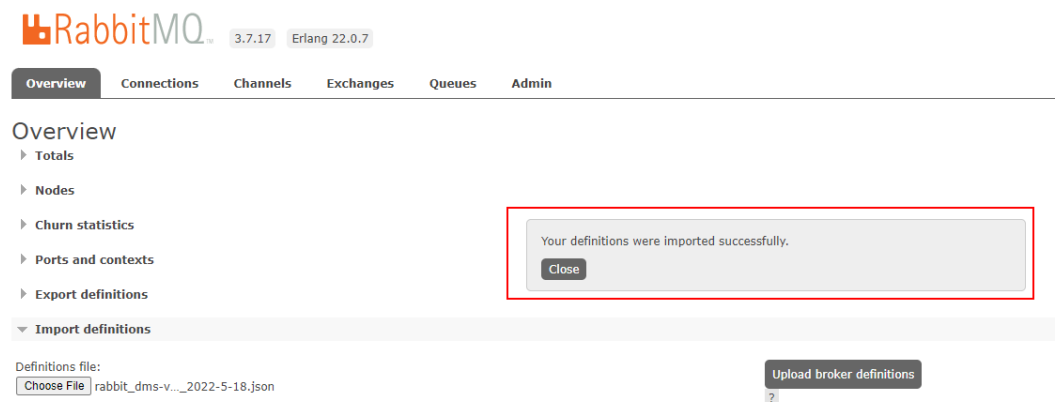 RabbitMQ™ 3.7.17 Erlang 22.0.7
Overview Connections Channels Exchanges Queues Admin
Overview
Totals
Nodes
Churn statistics
Your definitions were imported successfully.
Ports and contexts
Close
Export definitions
Import definitions
Definitions file:
Upload broker definitions
Choose File rabbit_dms-v..._2022-5-18.json
?